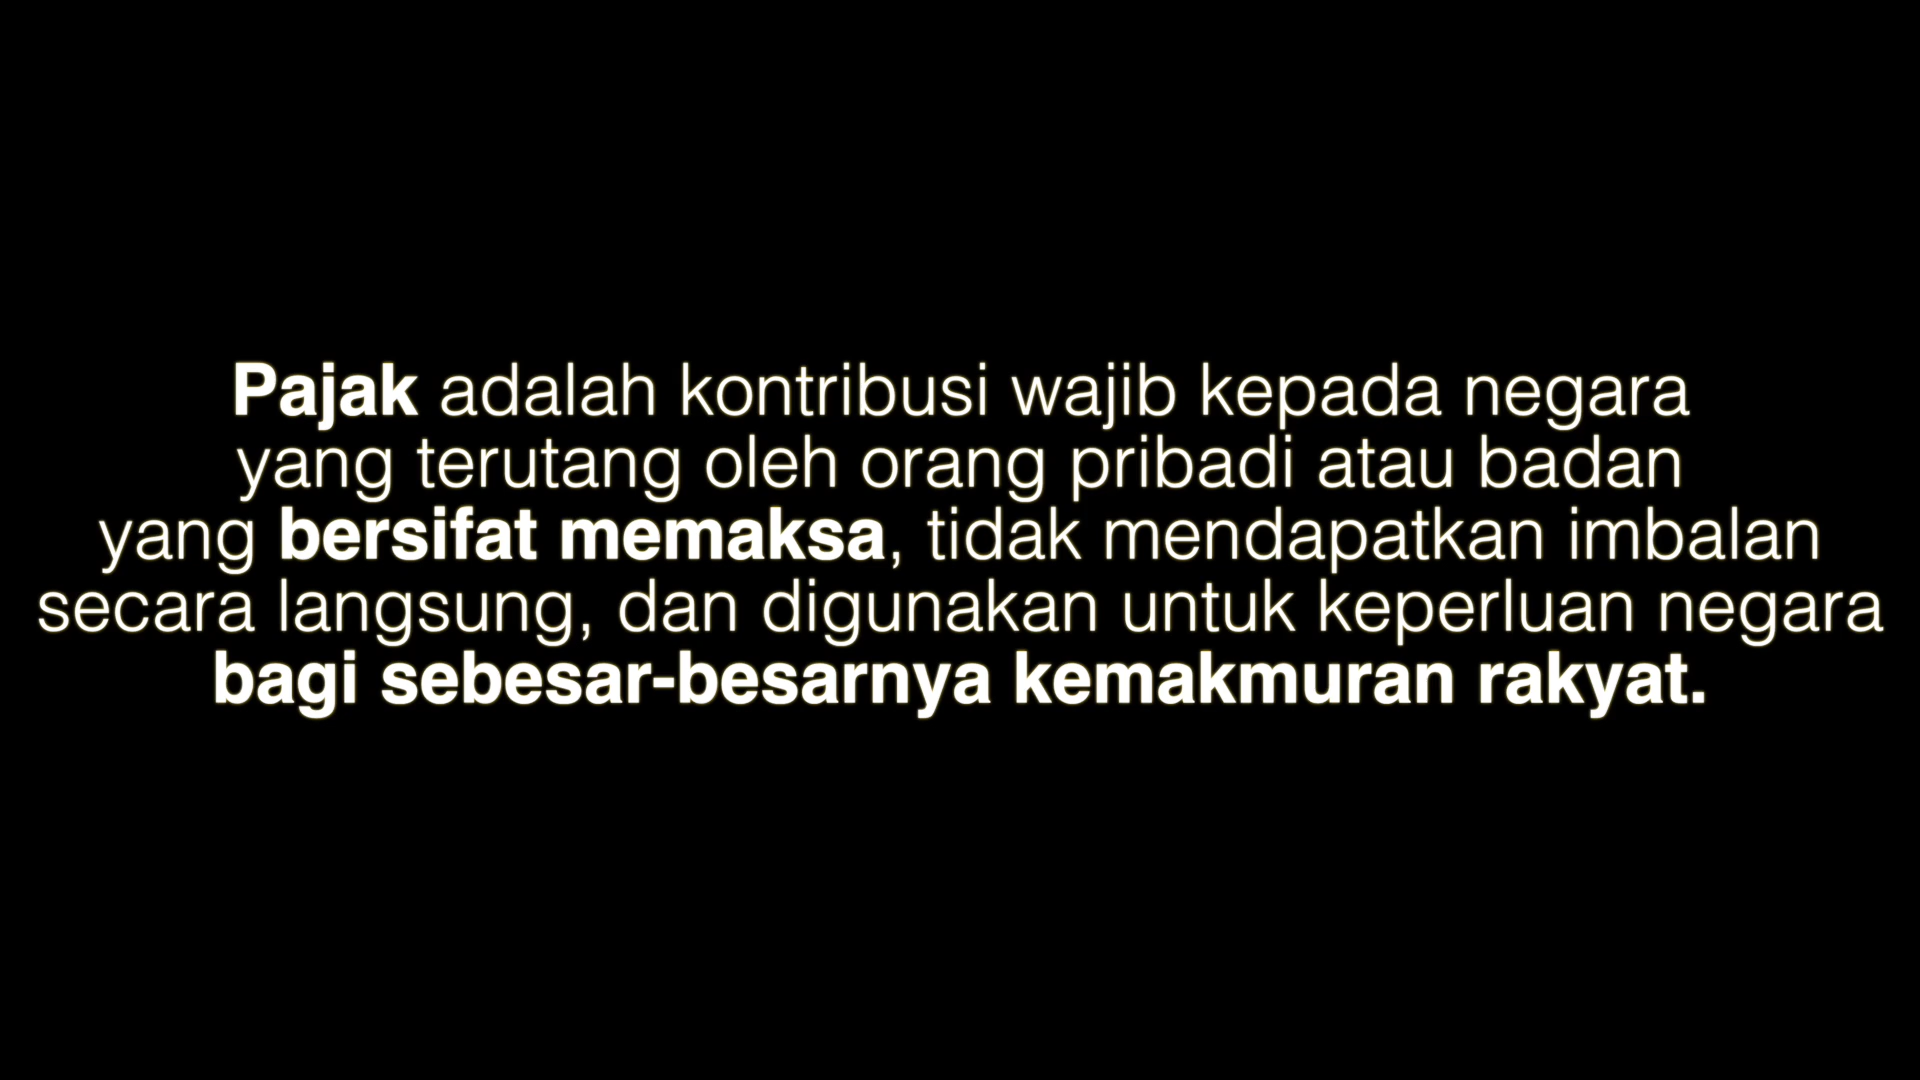 Pajak adalah kontribusi wajib kepada negara
yang terutang oleh orang pribadi atau badan
yang bersifat memaksa, tidak mendapatkan imbalan
secara langsung, dan digunakan untuk keperluan negara
bagi sebesar-besarnya kemakmuran rakyat.